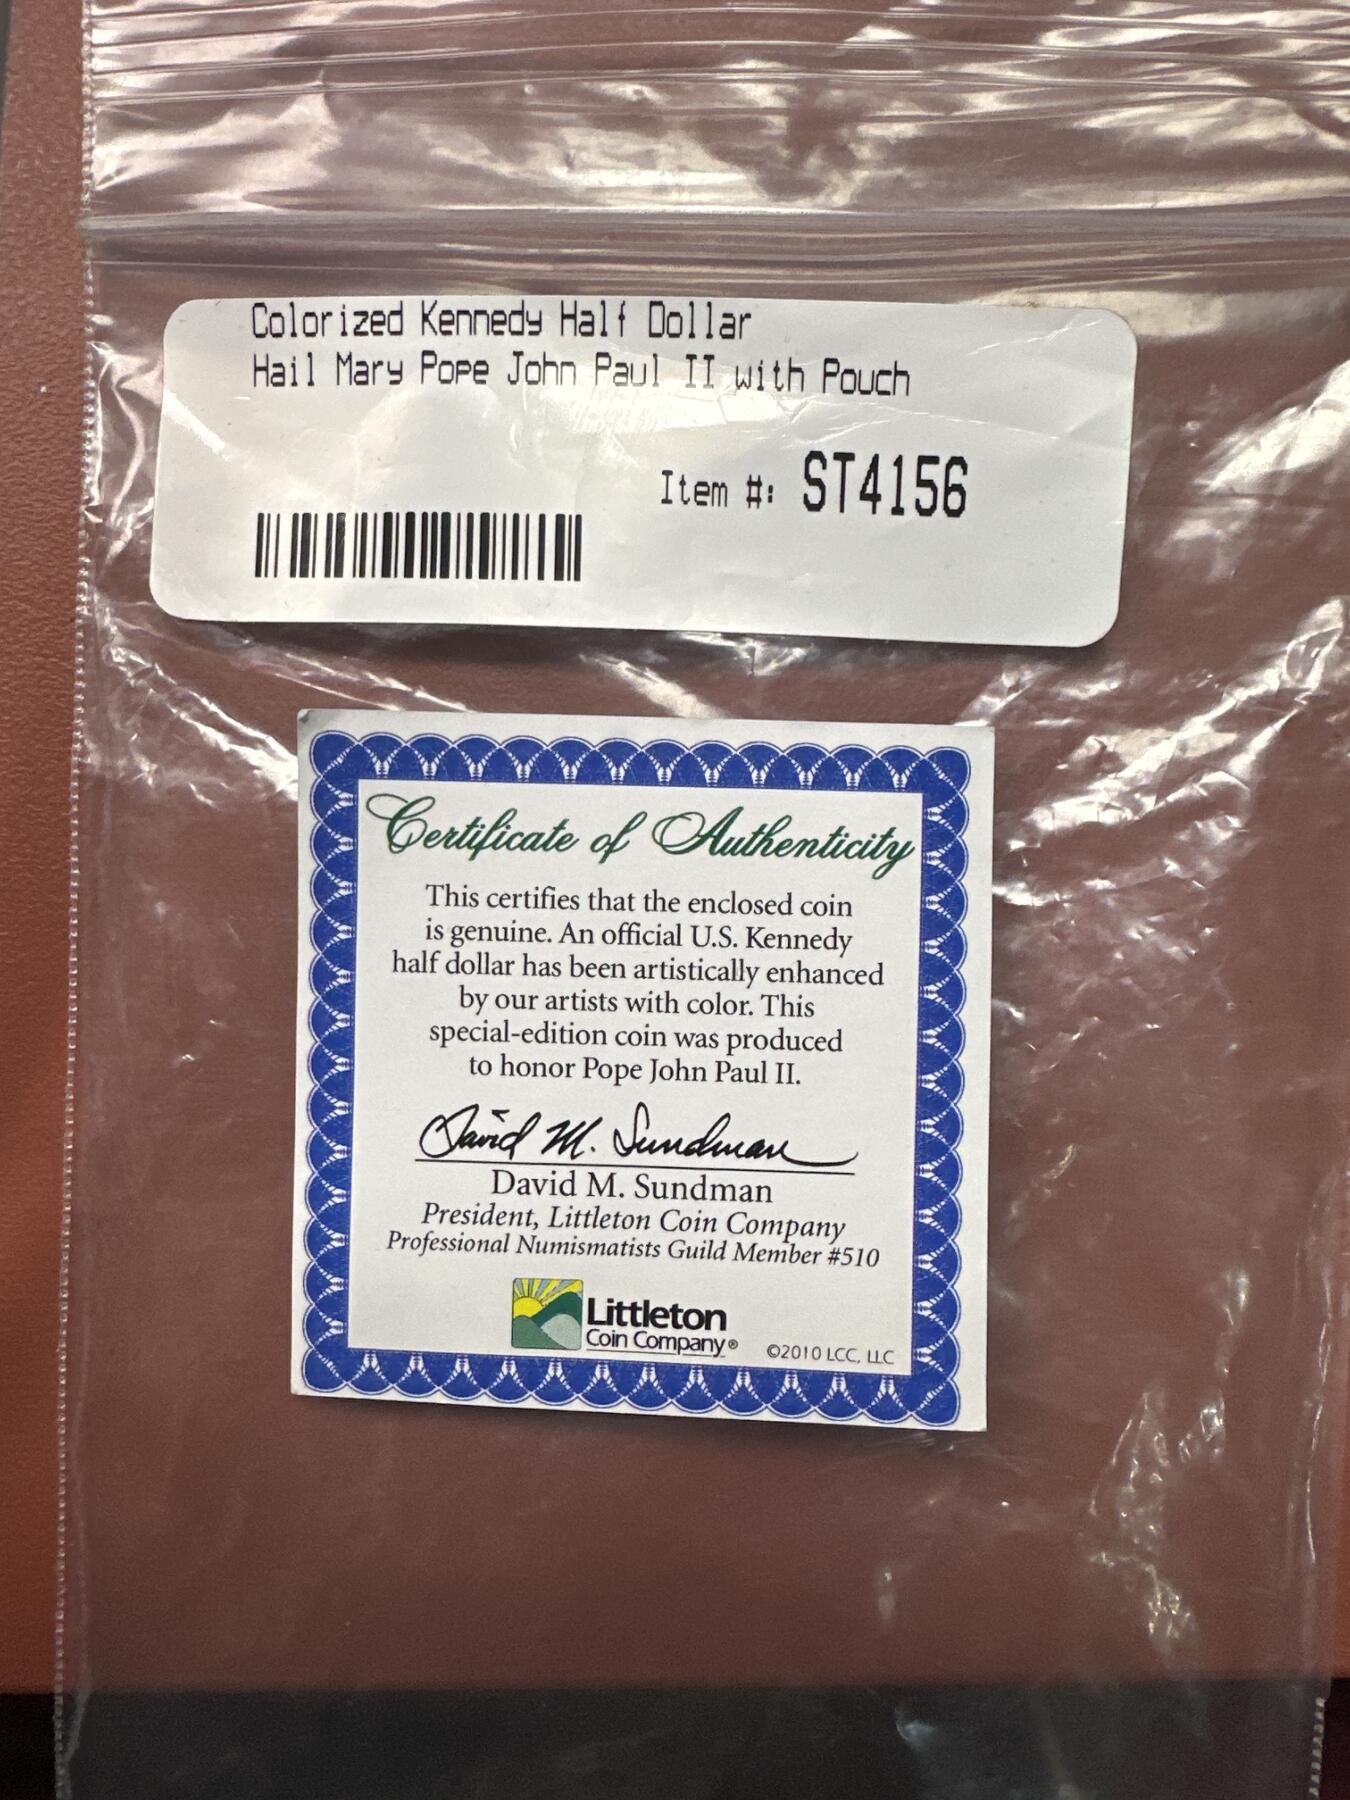 Colorized Kennedy Half Dollar
Hail Mary Pope John Paul II with Pouch
Item #: ST4156
Certificate of Authenticity
This certifies that the enclosed coin
is genuine. An official U.S. Kennedy
half dollar has been artistically enhanced
by our artists with color. This
special-edition coin was produced
to honor Pope John Paul II.
David M. Sundman
David M. Sundman
President, Littleton Coin Company
Professional Numismatists Guild Member #510
Littleton
Coin Company®
©2010 LCC, LLC